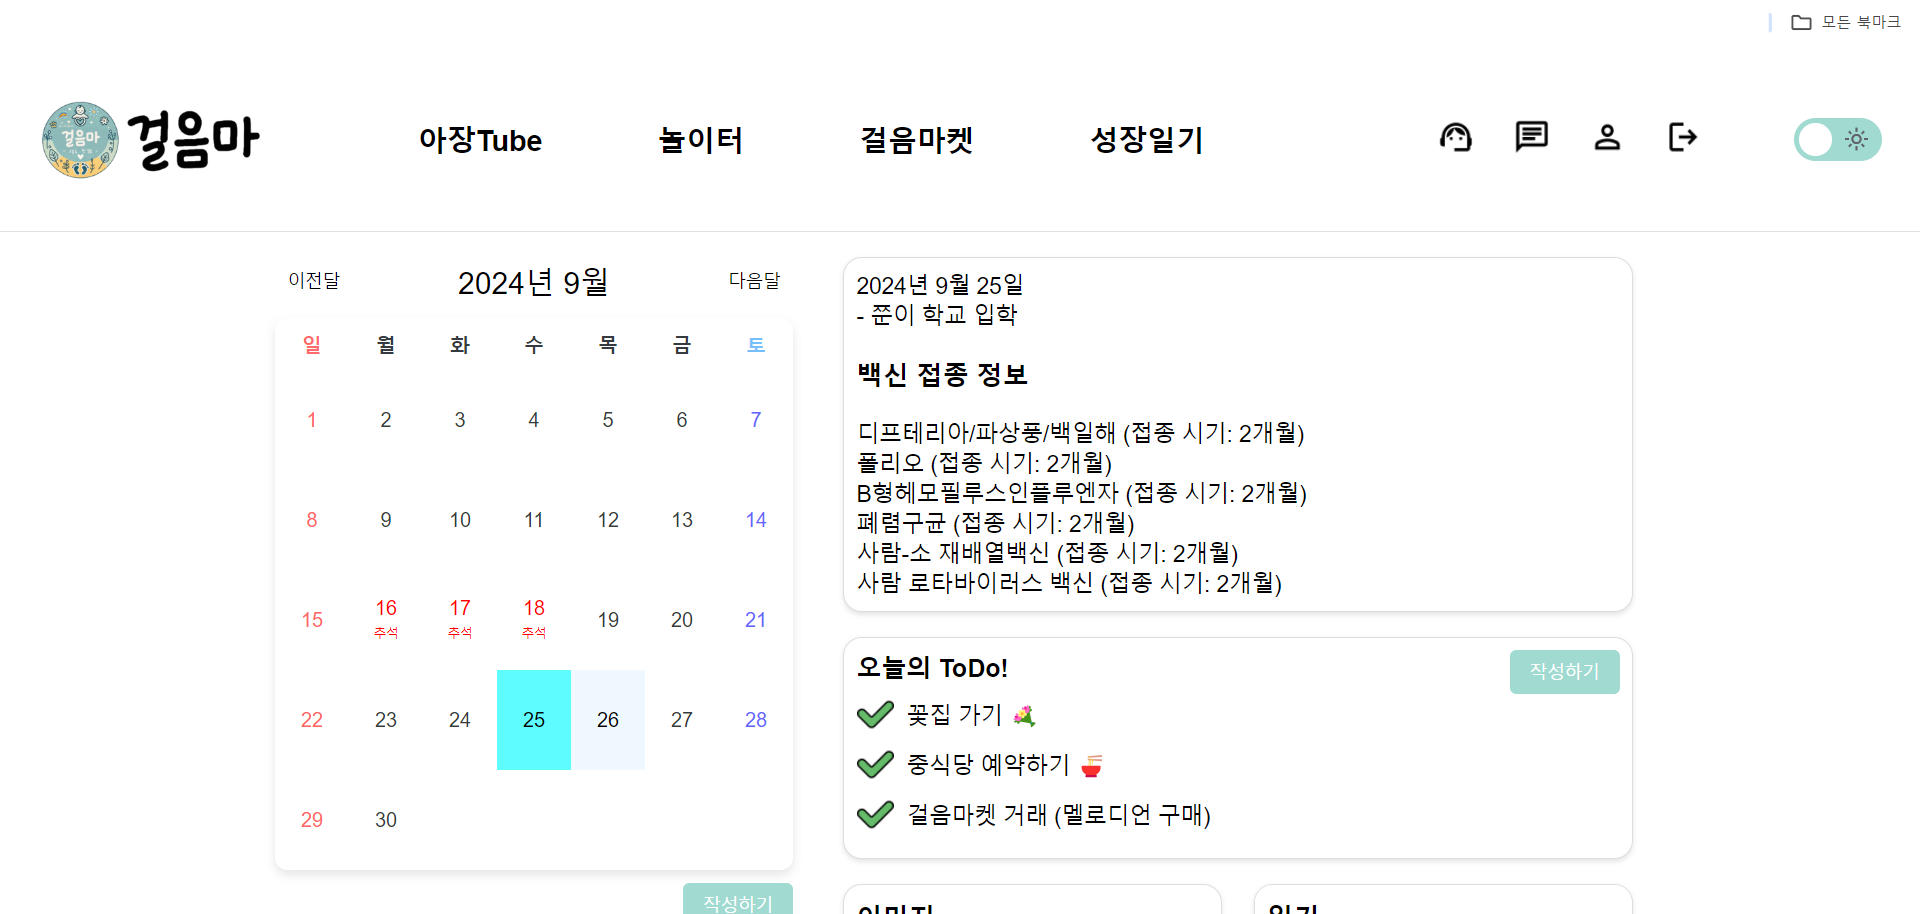 모든 북마크
걸음마
걸음마
아장Tube
놀이터
걸음마켓
성장일기
이전달
2024년 9월
다음달
일 월 화 수 목 금 토
1 2 3 4 5 6 7
8 9 10 11 12 13 14
15 16 17 18 19 20 21
추석 추석 추석
22 23 24 25 26 27 28
29 30
작성하기
2024년 9월 25일
- 쭌이 학교 입학
백신 접종 정보
디프테리아/파상풍/백일해 (접종 시기: 2개월)
폴리오 (접종 시기: 2개월)
B형헤모필루스인플루엔자 (접종 시기: 2개월)
폐렴구균 (접종 시기: 2개월)
사람-소 재배열백신 (접종 시기: 2개월)
사람 로타바이러스 백신 (접종 시기: 2개월)
오늘의 ToDo!
작성하기
꽃집 가기
중식당 예약하기
걸음마켓 거래 (멜로디언 구매)